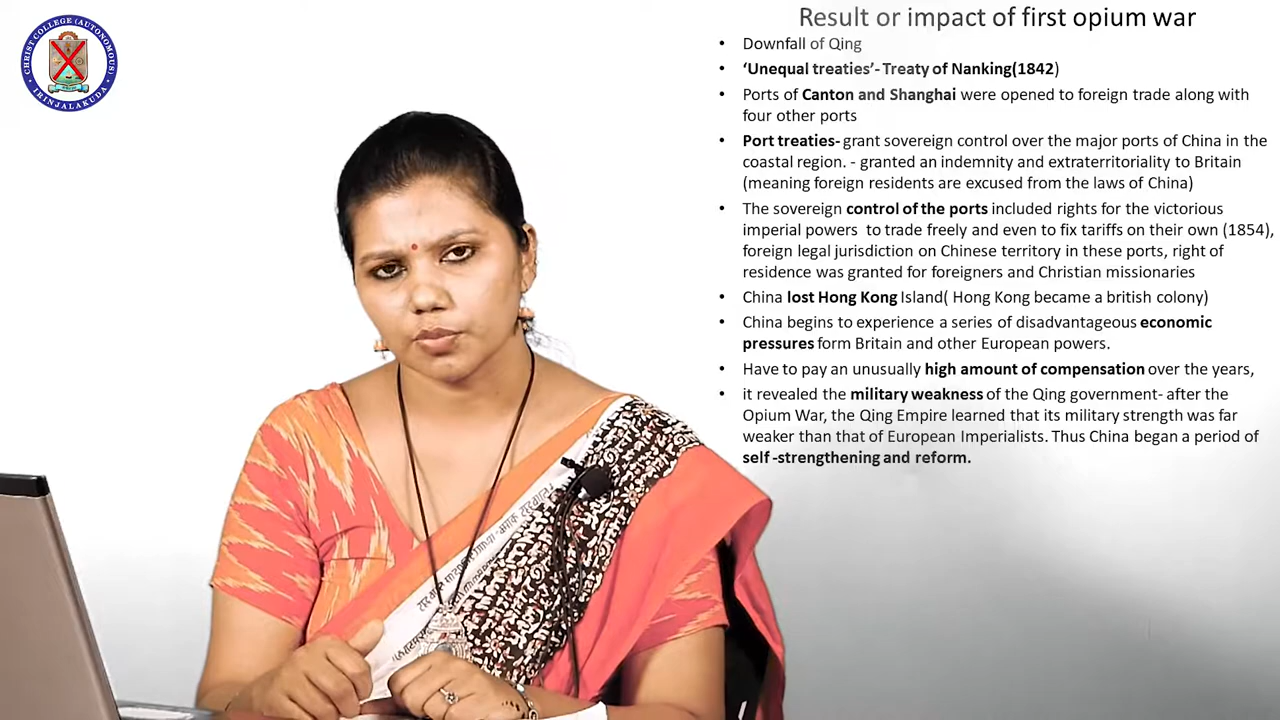 CHRIST COLLEGE (AUTONOMOUS)
IRINJALAKUDA
Result or impact of first opium war
• Downfall of Qing
• ‘Unequal treaties’- Treaty of Nanking(1842)
• Ports of Canton and Shanghai were opened to foreign trade along with
four other ports
• Port treaties- grant sovereign control over the major ports of China in the
coastal region. - granted an indemnity and extraterritoriality to Britain
(meaning foreign residents are excused from the laws of China)
• The sovereign control of the ports included rights for the victorious
imperial powers to trade freely and even to fix tariffs on their own (1854),
foreign legal jurisdiction on Chinese territory in these ports, right of
residence was granted for foreigners and Christian missionaries
• China lost Hong Kong Island( Hong Kong became a british colony)
• China begins to experience a series of disadvantageous economic
pressures form Britain and other European powers.
• Have to pay an unusually high amount of compensation over the years,
• it revealed the military weakness of the Qing government- after the
Opium War, the Qing Empire learned that its military strength was far
weaker than that of European Imperialists. Thus China began a period of
self -strengthening and reform.